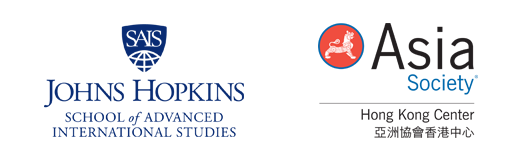 SAIS
JOHNS HOPKINS
SCHOOL of ADVANCED
INTERNATIONAL STUDIES
Asia
Society®
Hong Kong Center
亞洲協會香港中心